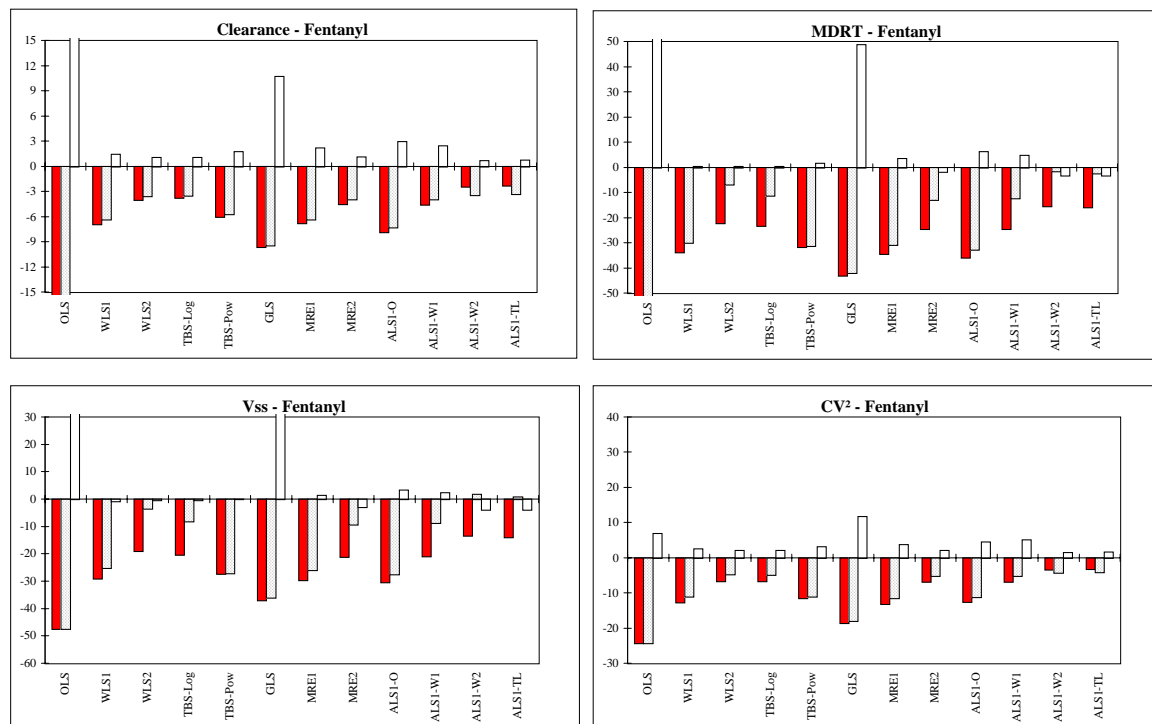 Clearance - Fentanyl
15
12
9
6
3
0
-3
-6
-9
-12
-15
OLS
WLS1
WLS2
TBS-Log
TBS-Pow
GLS
MRE1
MRE2
ALS1-O
ALS1-W1
ALS1-W2
ALS1-TL
MDRT - Fentanyl
50
40
30
20
10
0
-10
-20
-30
-40
-50
OLS
WLS1
WLS2
TBS-Log
TBS-Pow
GLS
MRE1
MRE2
ALS1-O
ALS1-W1
ALS1-W2
ALS1-TL
Vss - Fentanyl
30
20
10
0
-10
-20
-30
-40
-50
-60
OLS
WLS1
WLS2
TBS-Log
TBS-Pow
GLS
MRE1
MRE2
ALS1-O
ALS1-W1
ALS1-W2
ALS1-TL
CV² - Fentanyl
40
30
20
10
0
-10
-20
-30
OLS
WLS1
WLS2
TBS-Log
TBS-Pow
GLS
MRE1
MRE2
ALS1-O
ALS1-W1
ALS1-W2
ALS1-TL